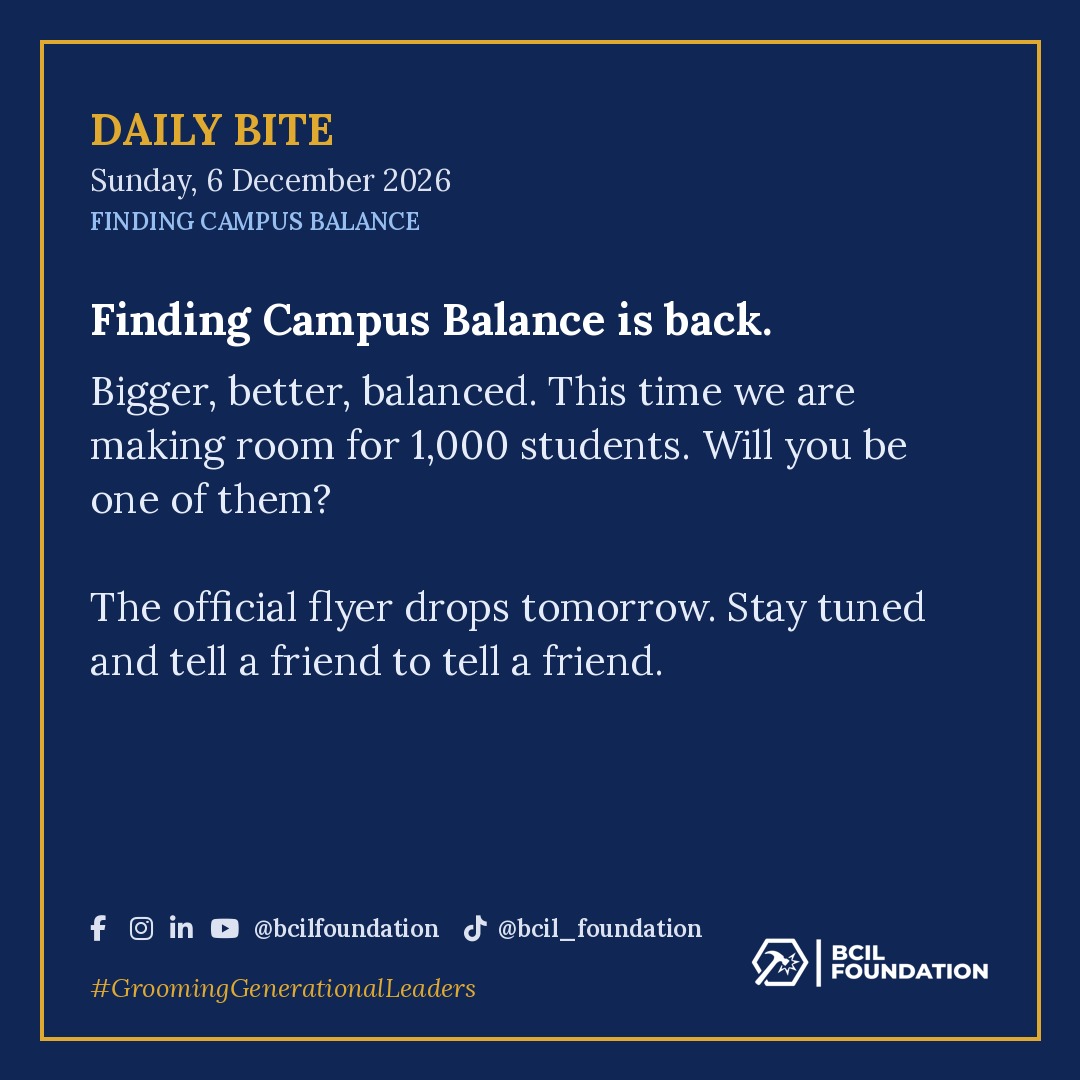 DAILY BITE
Sunday, 6 December 2026
FINDING CAMPUS BALANCE
Finding Campus Balance is back.
Bigger, better, balanced. This time we are
making room for 1,000 students. Will you be
one of them?
The official flyer drops tomorrow. Stay tuned
and tell a friend to tell a friend.
@bcilfoundation @bcil_foundation
#GroomingGenerationalLeaders
BCIL
FOUNDATION